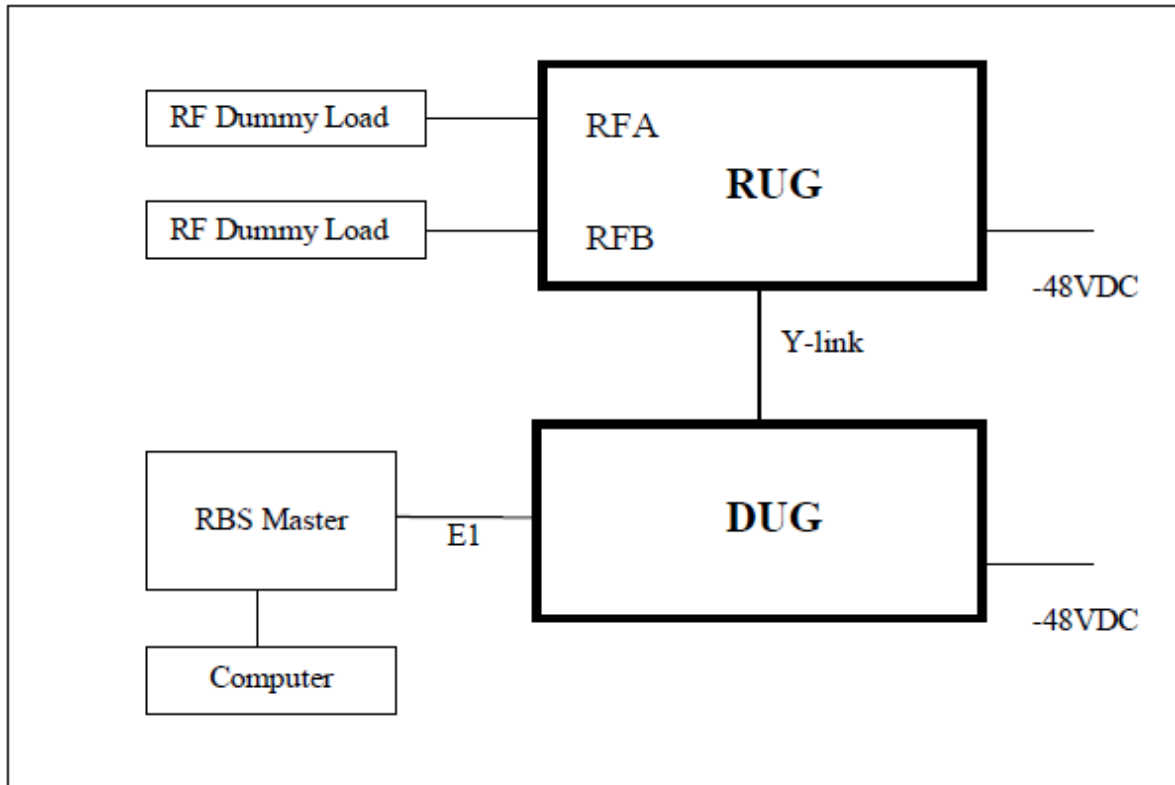 RF Dummy Load
RFA
RUG
RF Dummy Load
RFB
-48VDC
Y-link
RBS Master
E1
DUG
-48VDC
Computer